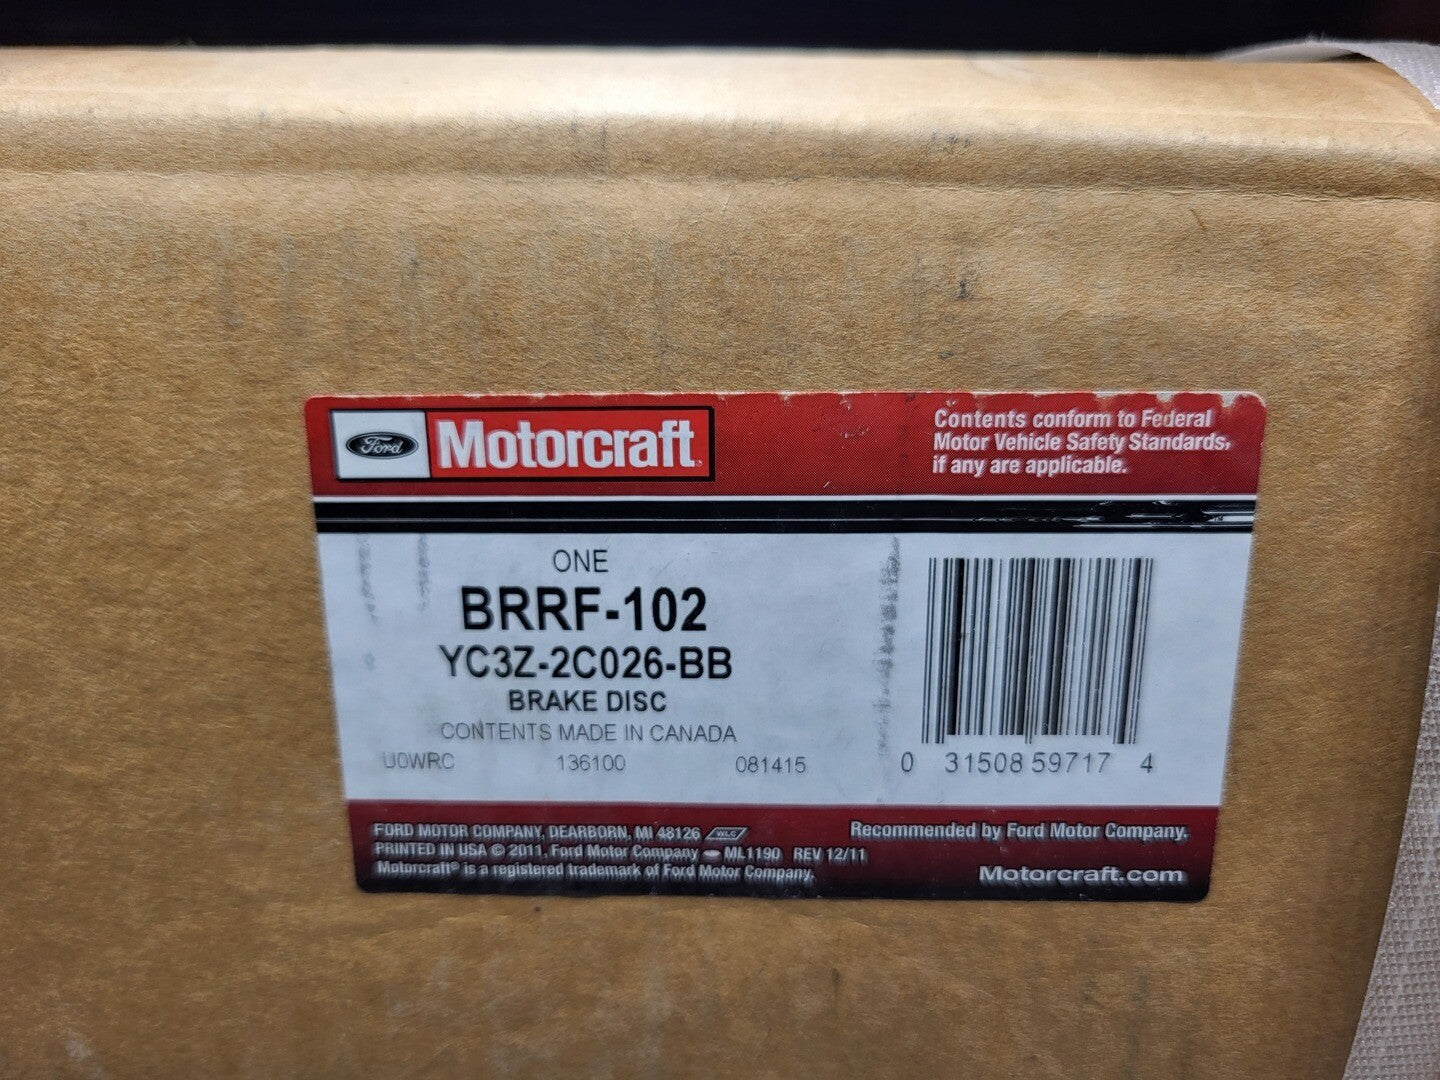 Ford Motorcraft
Contents conform to Federal
Motor Vehicle Safety Standards,
if any are applicable.
ONE
BRRF-102
YC3Z-2C026-BB
BRAKE DISC
CONTENTS MADE IN CANADA
U0WRC 136100 081415
0 31508 59717 4
FORD MOTOR COMPANY, DEARBORN, MI 48126 WLS
PRINTED IN USA © 2011, Ford Motor Company ML1190 REV 12/11
Motorcraft® is a registered trademark of Ford Motor Company.
Recommended by Ford Motor Company.
Motorcraft.com